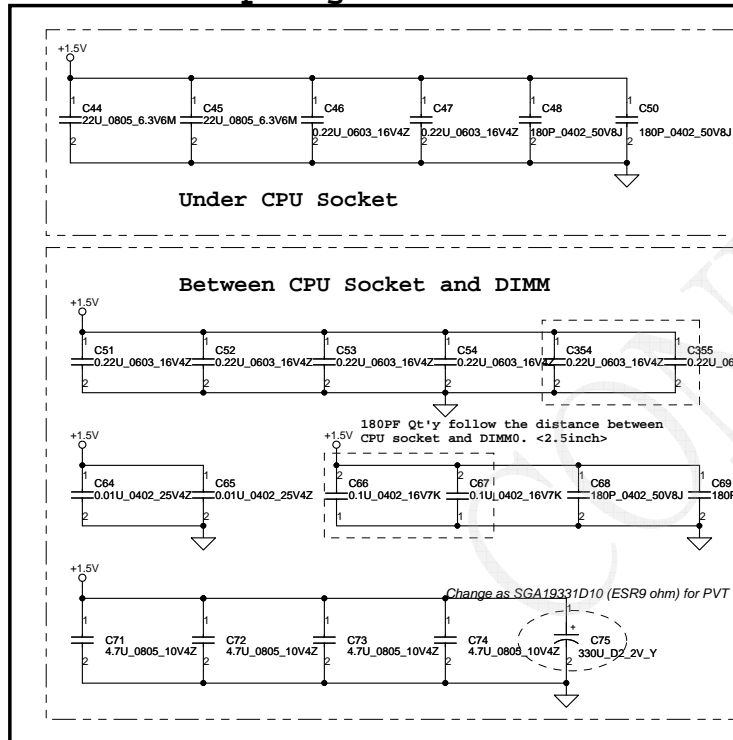 +1.5V
1 1 1 1 1 1
C44 C45 C46 C47 C48 C50
22U_0805_6.3V6M 22U_0805_6.3V6M 0.22U_0603_16V4Z 0.22U_0603_16V4Z 180P_0402_50V8J 180P_0402_50V8J
2 2 2 2 2 2
Under CPU Socket
Between CPU Socket and DIMM
+1.5V
1 1 1 1 1 1
C51 C52 C53 C54 C354 C355
0.22U_0603_16V4Z 0.22U_0603_16V4Z 0.22U_0603_16V4Z 0.22U_0603_16V4Z 0.22U_0603_16V4Z 0.22U_06
2 2 2 2 2 2
180PF Qt'y follow the distance between
CPU socket and DIMM0. <2.5inch>
+1.5V +1.5V
1 1 2 2 1 1
C64 C65 C66 C67 C68 C69
0.01U_0402_25V4Z 0.01U_0402_25V4Z 0.1U_0402_16V7K 0.1U_0402_16V7K 180P_0402_50V8J 180P
2 2 1 1 2 2
+1.5V
Change as SGA19331D10 (ESR9 ohm) for PVT
1 1 1 1 1
+
C71 C72 C73 C74 C75
4.7U_0805_10V4Z 4.7U_0805_10V4Z 4.7U_0805_10V4Z 4.7U_0805_10V4Z 330U_D2_2V_Y
2 2 2 2 2